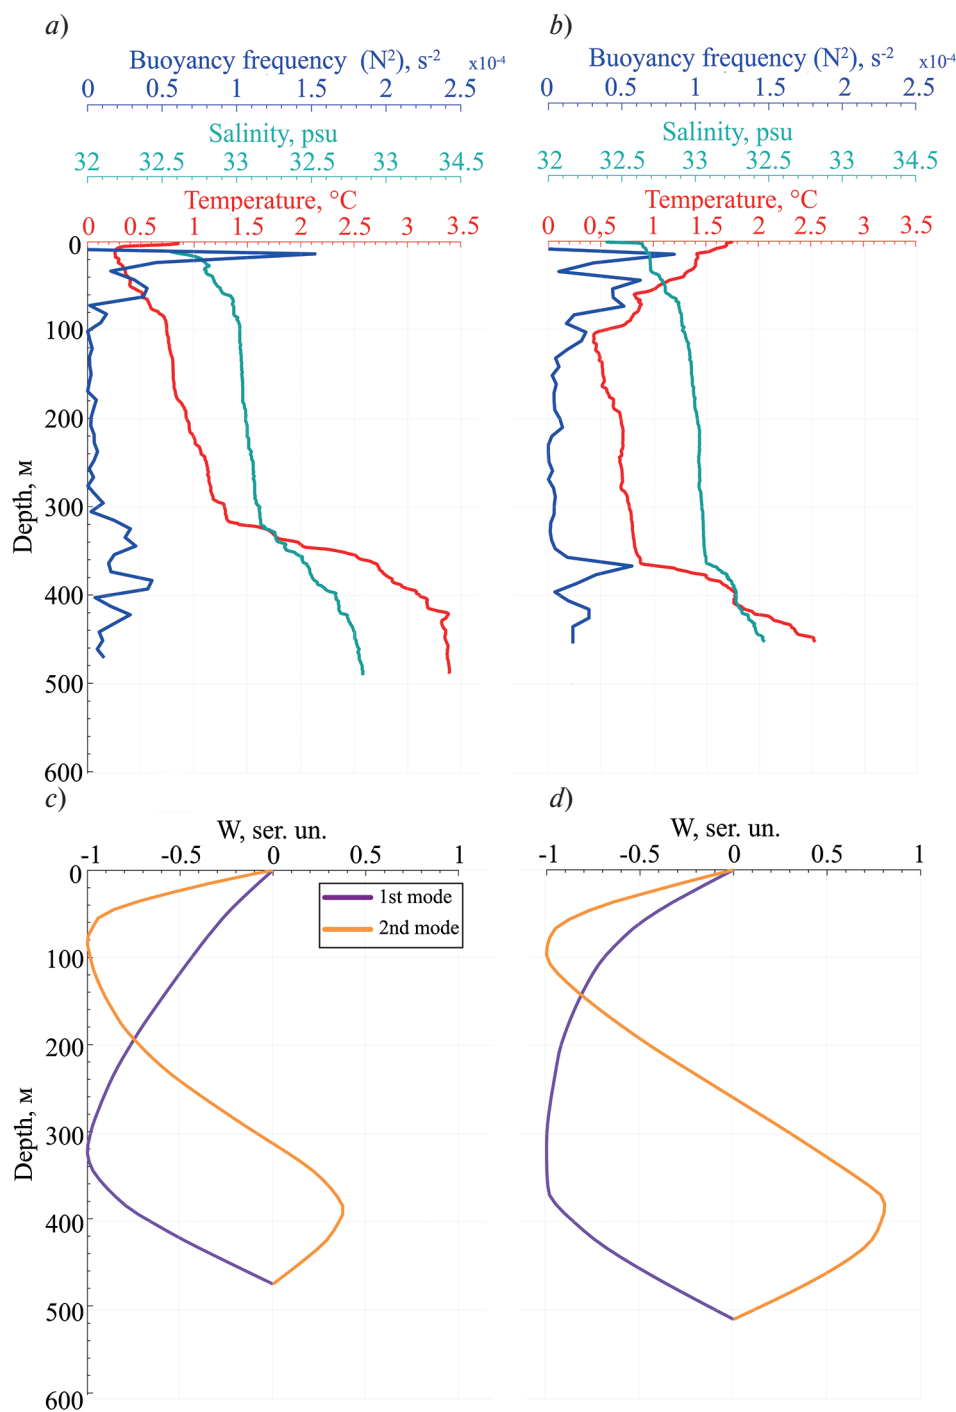 a)
b)
Buoyancy frequency (N²), s⁻² x10⁻⁴
0 0.5 1 1.5 2 2.5
Buoyancy frequency (N²), s⁻² x10⁻⁴
0 0.5 1 1.5 2 2.5
Salinity, psu
32 32.5 33 32.5 33 34.5
Salinity, psu
32 32.5 33 32.5 33 34.5
Temperature, °C
0 0.5 1 1.5 2 2.5 3 3.5
Temperature, °C
0 0.5 1 1.5 2 2.5 3 3.5
0
100
200
300
400
500
600
Depth, м
c)
d)
W, ser. un.
-1 -0.5 0 0.5 1
W, ser. un.
-1 -0.5 0 0.5 1
1st mode
2nd mode
0
100
200
300
400
500
600
Depth, м